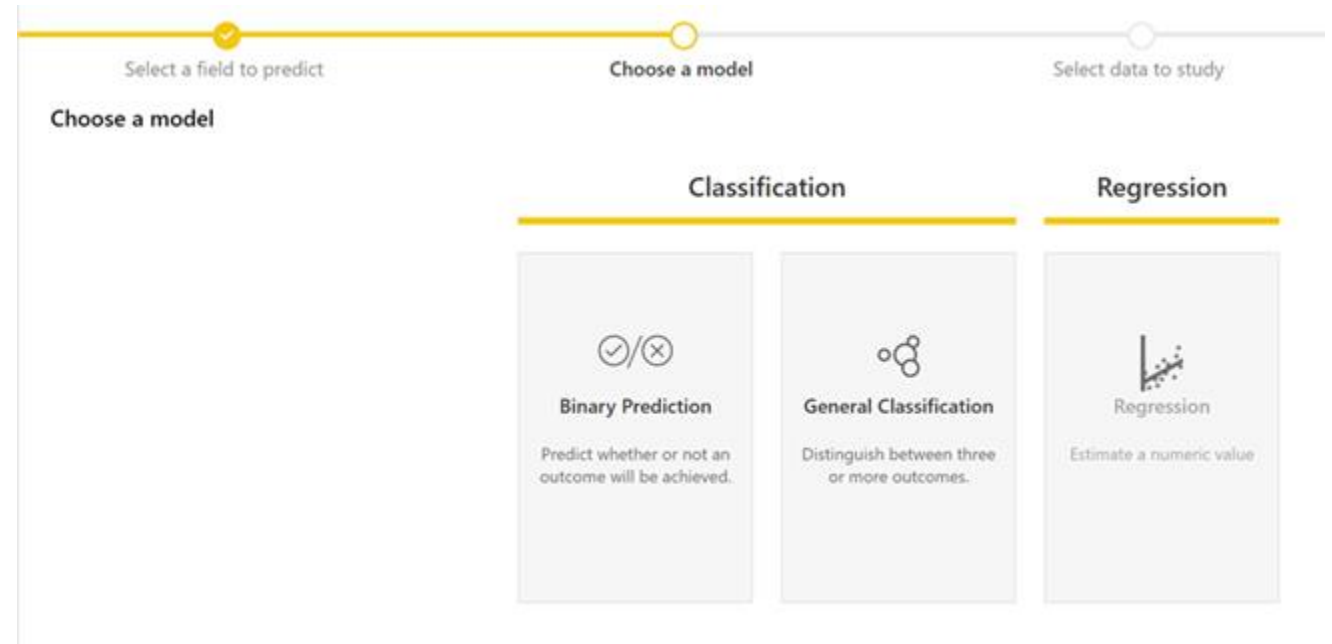 Select a field to predict
Choose a model
Select data to study
Choose a model
Classification
Regression
Binary Prediction
Predict whether or not an
outcome will be achieved.
General Classification
Distinguish between three
or more outcomes.
Regression
Estimate a numeric value